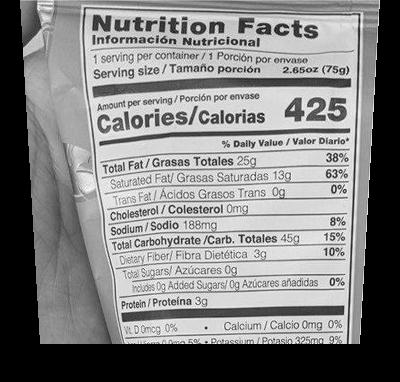 Nutrition Facts
Información Nutricional
1 serving per container / 1 Porción por envase
Serving size / Tamaño porción 2.65oz (75g)
Amount per serving / Porción por envase
Calories/Calorias 425
% Daily Value / Valor Diario*
Total Fat / Grasas Totales 25g 38%
Saturated Fat/ Grasas Saturadas 13g 63%
Trans Fat / Ácidos Grasos Trans 0g 0%
Cholesterol / Colesterol 0mg
Sodium / Sodio 188mg 8%
Total Carbohydrate /Carb. Totales 45g 15%
Dietary Fiber/ Fibra Dietética 3g 10%
Total Sugars/ Azúcares 0g
Includes 0g Added Sugars/ 0g Azúcares añadidas 0%
Protein / Proteína 3g
Vit. D 0mcg 0% • Calcium / Calcio 0mg 0%
5% • Potassium / Potasio 325mg 9%